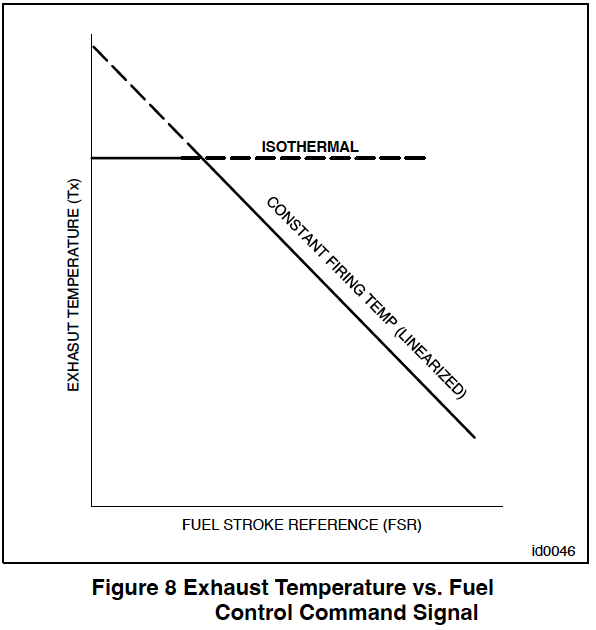 ISOTHERMAL
CONSTANT FIRING TEMP (LINEARIZED)
EXHASUT TEMPERATURE (Tx)
FUEL STROKE REFERENCE (FSR)
id0046
Figure 8 Exhaust Temperature vs. Fuel
Control Command Signal